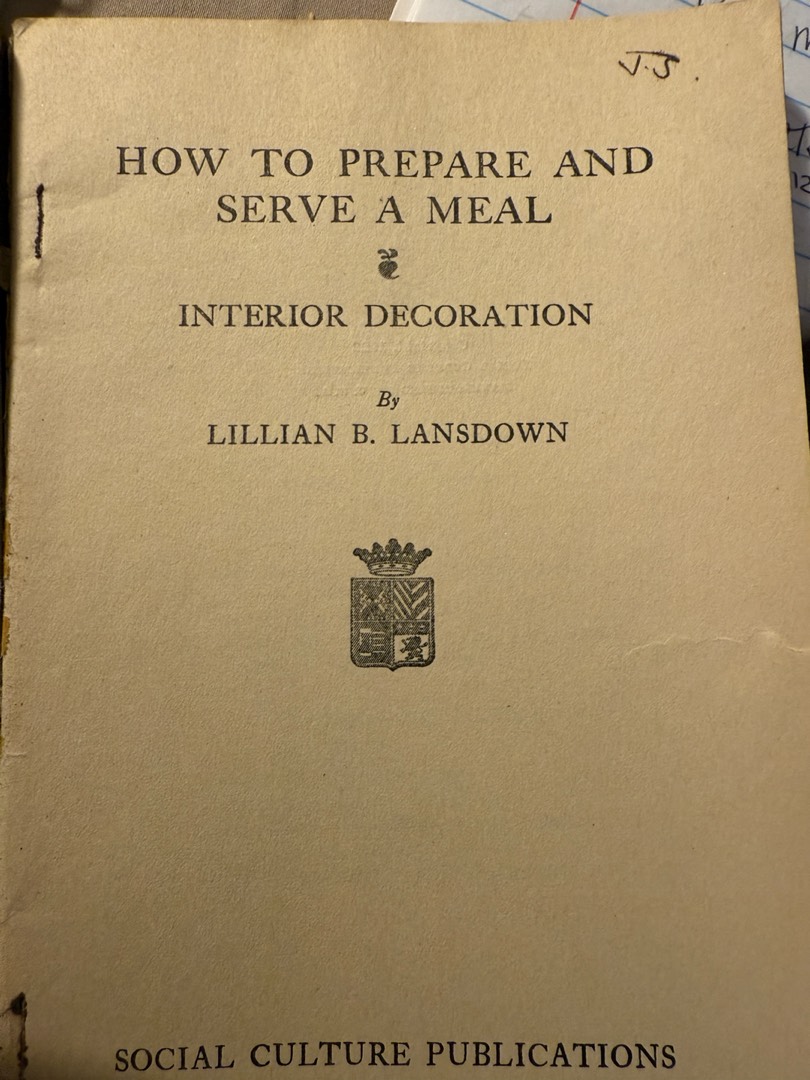 J.J.
HOW TO PREPARE AND
SERVE A MEAL
INTERIOR DECORATION
By
LILLIAN B. LANSDOWN
SOCIAL CULTURE PUBLICATIONS